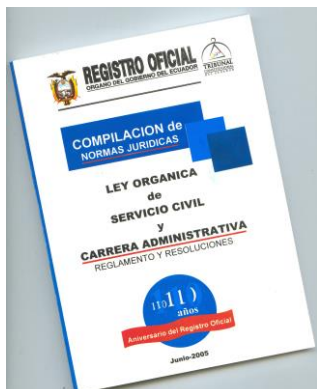 REGISTRO OFICIAL
ORGANO DEL GOBIERNO DEL ECUADOR
TRIBUNAL
COMPILACION de
NORMAS JURIDICAS
LEY ORGANICA
de
SERVICIO CIVIL
y
CARRERA ADMINISTRATIVA
REGLAMENTO Y RESOLUCIONES
años
Aniversario del Registro Oficial
Junio-2005